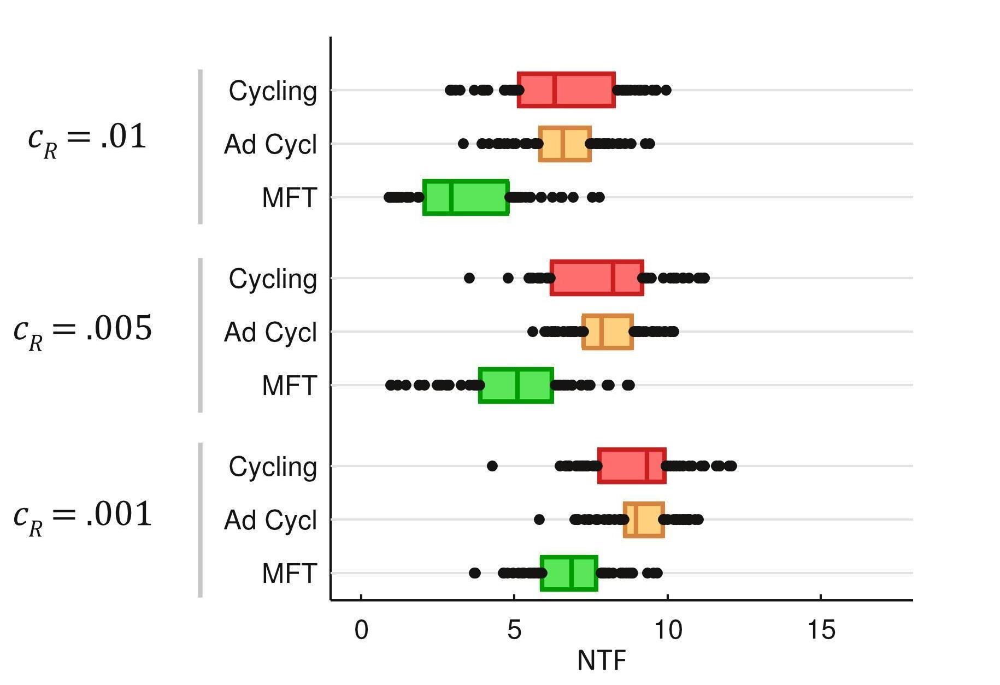 c_R = .01
Cycling
Ad Cycl
MFT
c_R = .005
Cycling
Ad Cycl
MFT
c_R = .001
Cycling
Ad Cycl
MFT
0 5 10 15
NTF